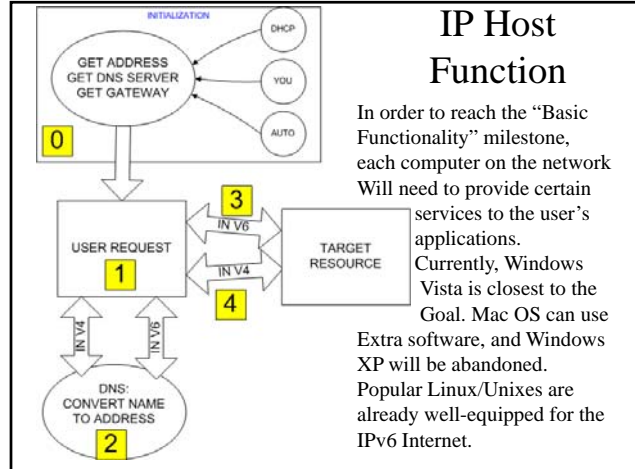 IP Host
Function
In order to reach the “Basic
Functionality” milestone,
each computer on the network
Will need to provide certain
services to the user’s
applications.
Currently, Windows
Vista is closest to the
Goal. Mac OS can use
Extra software, and Windows
XP will be abandoned.
Popular Linux/Unixes are
already well-equipped for the
IPv6 Internet.
INITIALIZATION
GET ADDRESS
GET DNS SERVER
GET GATEWAY
DHCP
YOU
AUTO
0
USER REQUEST
1
3
IN V6
IN V4
4
TARGET
RESOURCE
IN V4
IN V6
DNS:
CONVERT NAME
TO ADDRESS
2